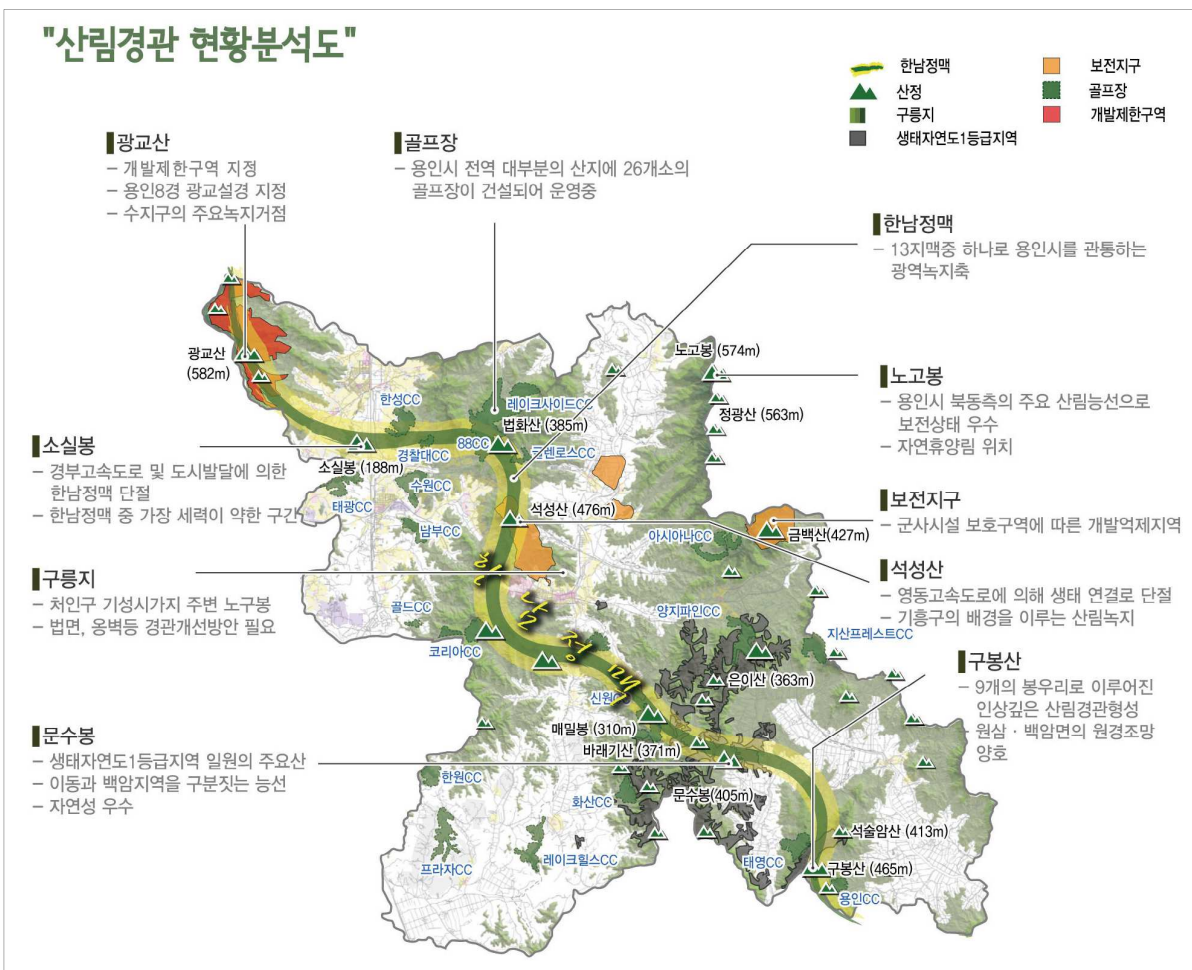 "산림경관 현황분석도"
한남정맥
산정
구릉지
생태자연도1등급지역
보전지구
골프장
개발제한구역
광교산
- 개발제한구역 지정
- 용인8경 광교설경 지정
- 수지구의 주요녹지거점
골프장
- 용인시 전역 대부분의 산지에 26개소의
골프장이 건설되어 운영중
한남정맥
- 13지맥중 하나로 용인시를 관통하는
광역녹지축
노고봉
- 용인시 북동측의 주요 산림능선으로
보전상태 우수
- 자연휴양림 위치
소실봉
- 경부고속도로 및 도시발달에 의한
한남정맥 단절
- 한남정맥 중 가장 세력이 약한 구간
보전지구
- 군사시설 보호구역에 따른 개발억제지역
구릉지
- 처인구 기성시가지 주변 노구봉
- 법면, 옹벽등 경관개선방안 필요
석성산
- 영동고속도로에 의해 생태 연결로 단절
- 기흥구의 배경을 이루는 산림녹지
구봉산
- 9개의 봉우리로 이루어진
인상깊은 산림경관형성
- 원삼 · 백암면의 원경조망
양호
문수봉
- 생태자연도1등급지역 일원의 주요산
- 이동과 백암지역을 구분짓는 능선
- 자연성 우수
광교산
(582m)
노고봉 (574m)
정광산 (563m)
한성CC
레이크사이드CC
법화산 (385m)
88CC
경찰대CC
글렌로스CC
소실봉 (188m)
수원CC
태광CC
석성산 (476m)
남부CC
아시아나CC
금백산(427m)
한남정맥
골드CC
양지파인CC
코리아CC
지산프레스트CC
은이산 (363m)
신원C
매밀봉 (310m)
바래기산 (371m)
한원CC
화산CC
문수봉(405m)
석술암산 (413m)
프라자CC
레이크힐스CC
태영CC
구봉산 (465m)
용인CC